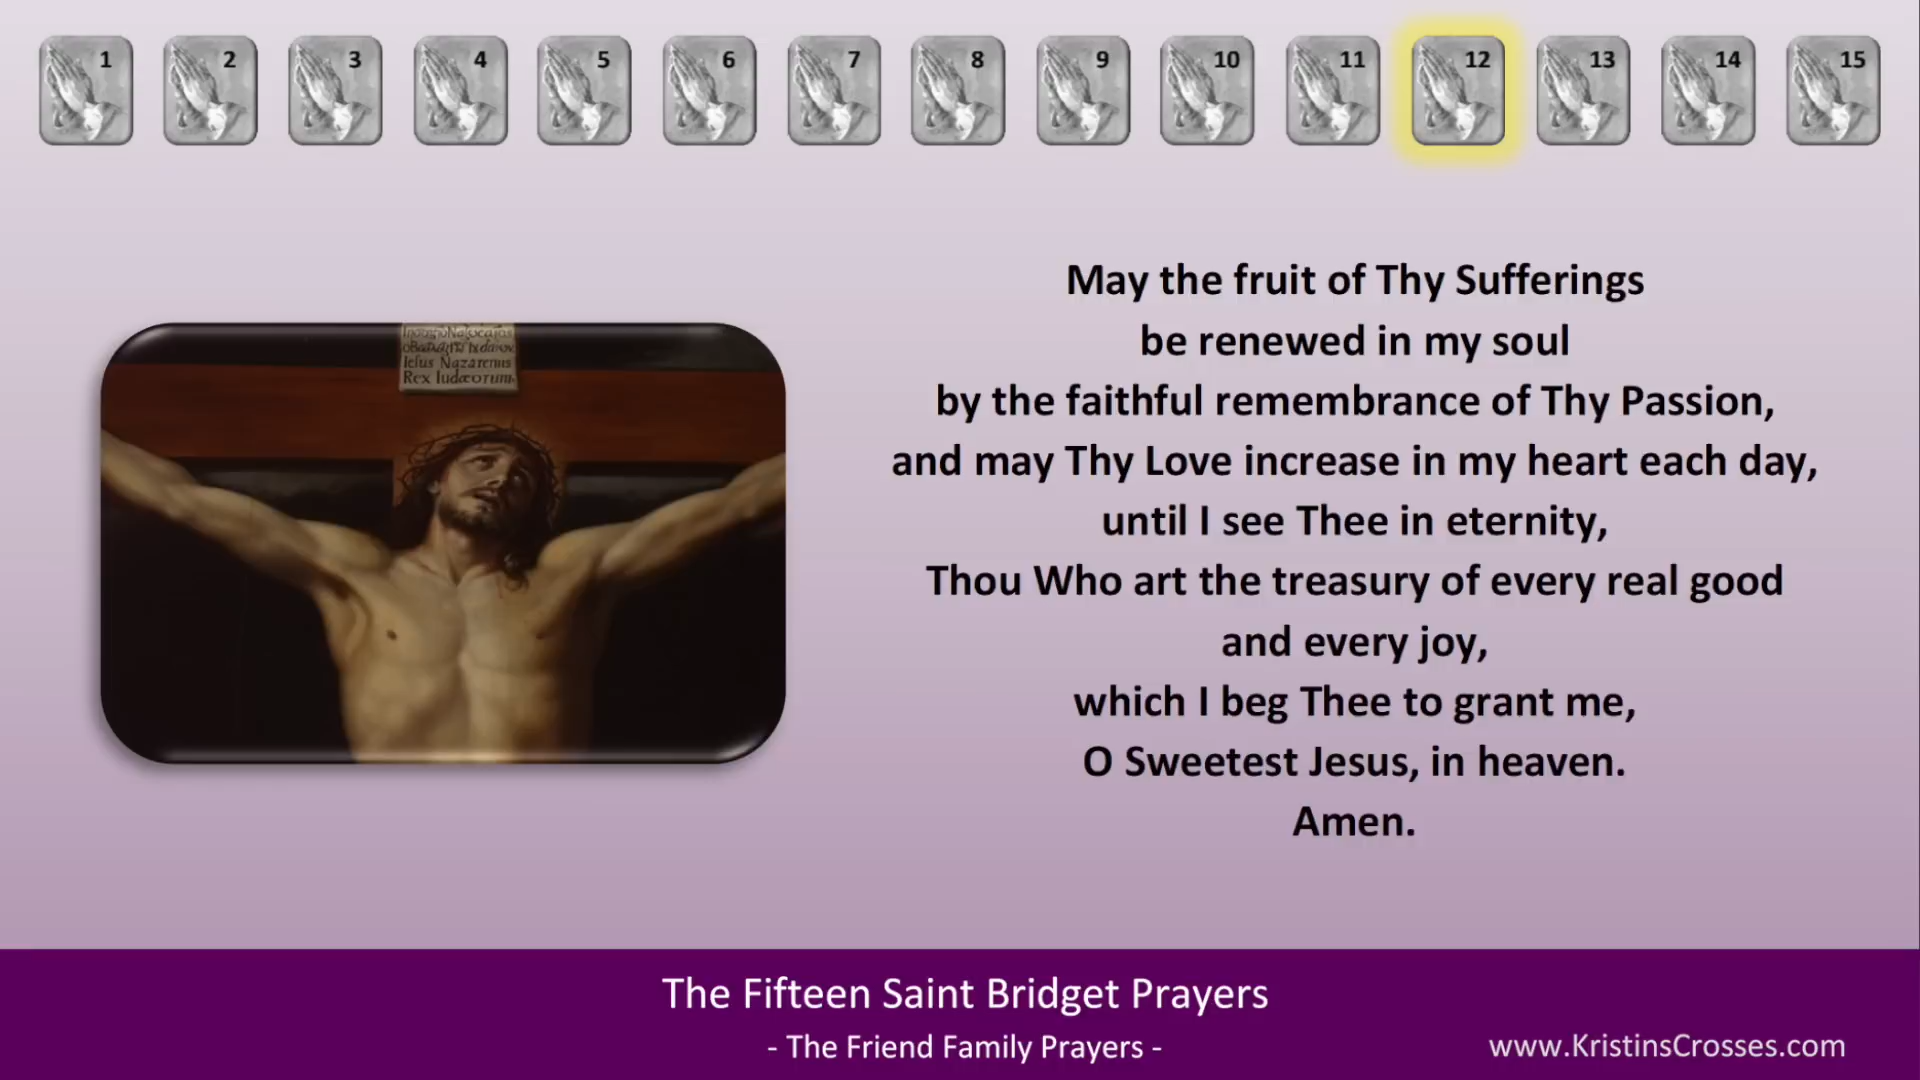 1 2 3 4 5 6 7 8 9 10 11 12 13 14 15
Iesus Nazarenus
Rex Iudæorum
May the fruit of Thy Sufferings
be renewed in my soul
by the faithful remembrance of Thy Passion,
and may Thy Love increase in my heart each day,
until I see Thee in eternity,
Thou Who art the treasury of every real good
and every joy,
which I beg Thee to grant me,
O Sweetest Jesus, in heaven.
Amen.
The Fifteen Saint Bridget Prayers
- The Friend Family Prayers -
www.KristinsCrosses.com